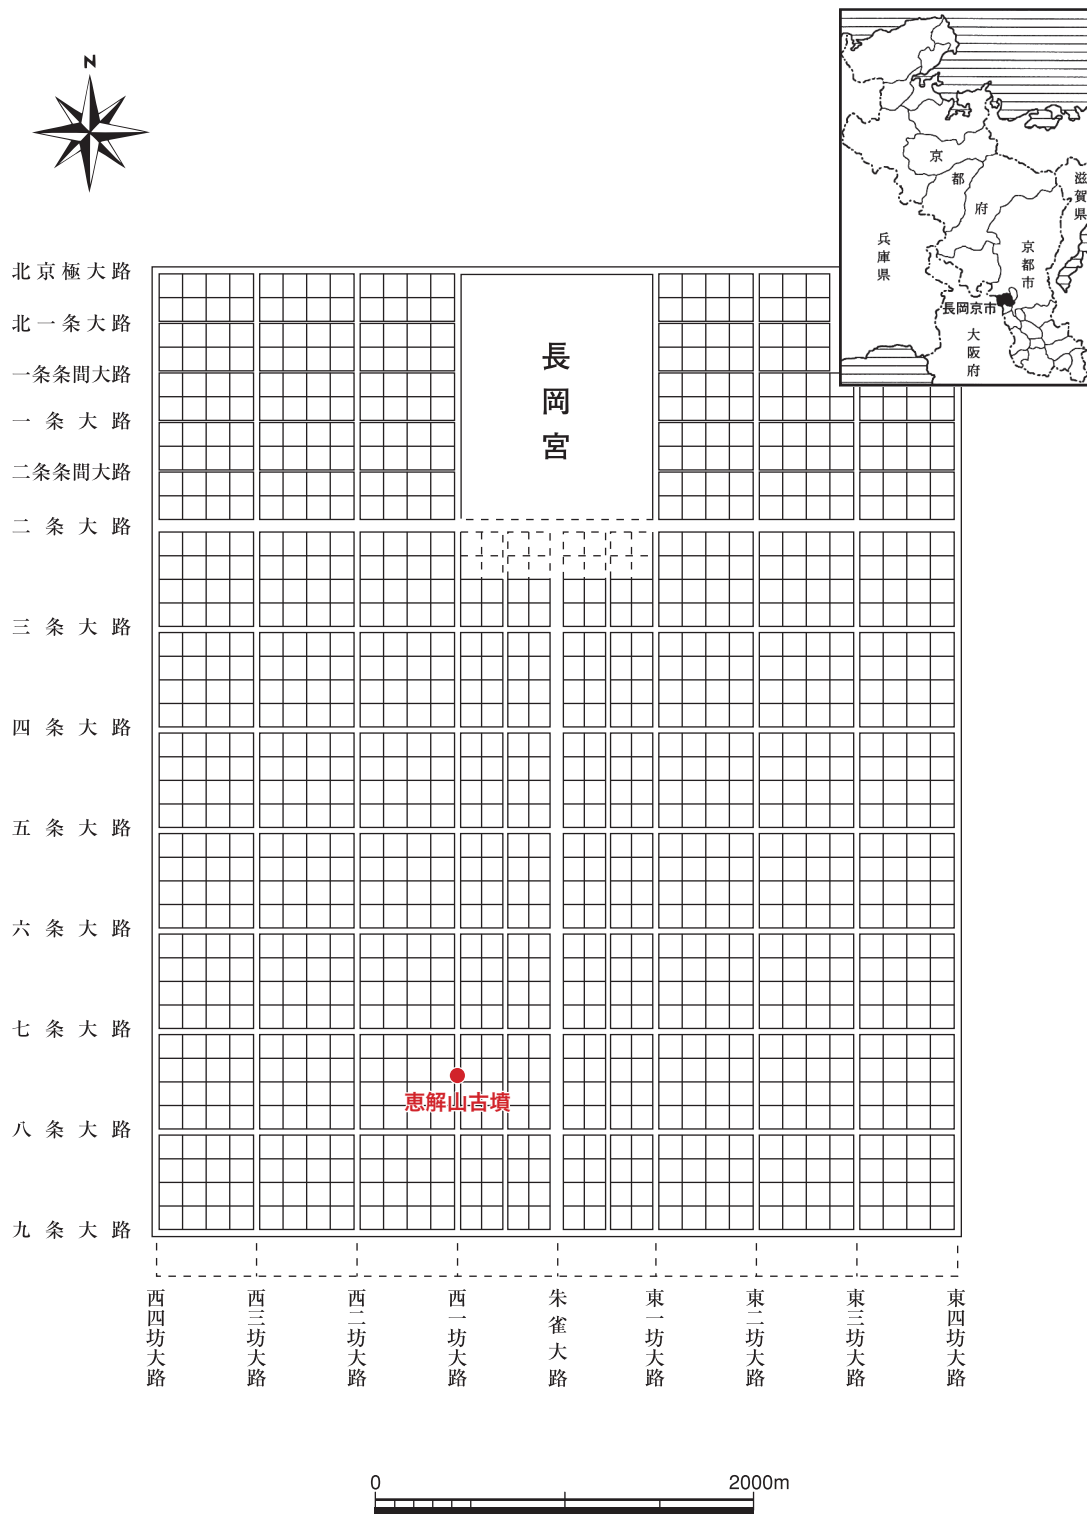 N
京都府
滋賀県
兵庫県
京都市
長岡京市
大阪府
北京極大路
北一条大路
一条条間大路
一条大路
二条条間大路
二条大路
三条大路
四条大路
五条大路
六条大路
七条大路
八条大路
九条大路
長岡宮
恵解山古墳
西四坊大路
西三坊大路
西二坊大路
西一坊大路
朱雀大路
東一坊大路
東二坊大路
東三坊大路
東四坊大路
0
2000m